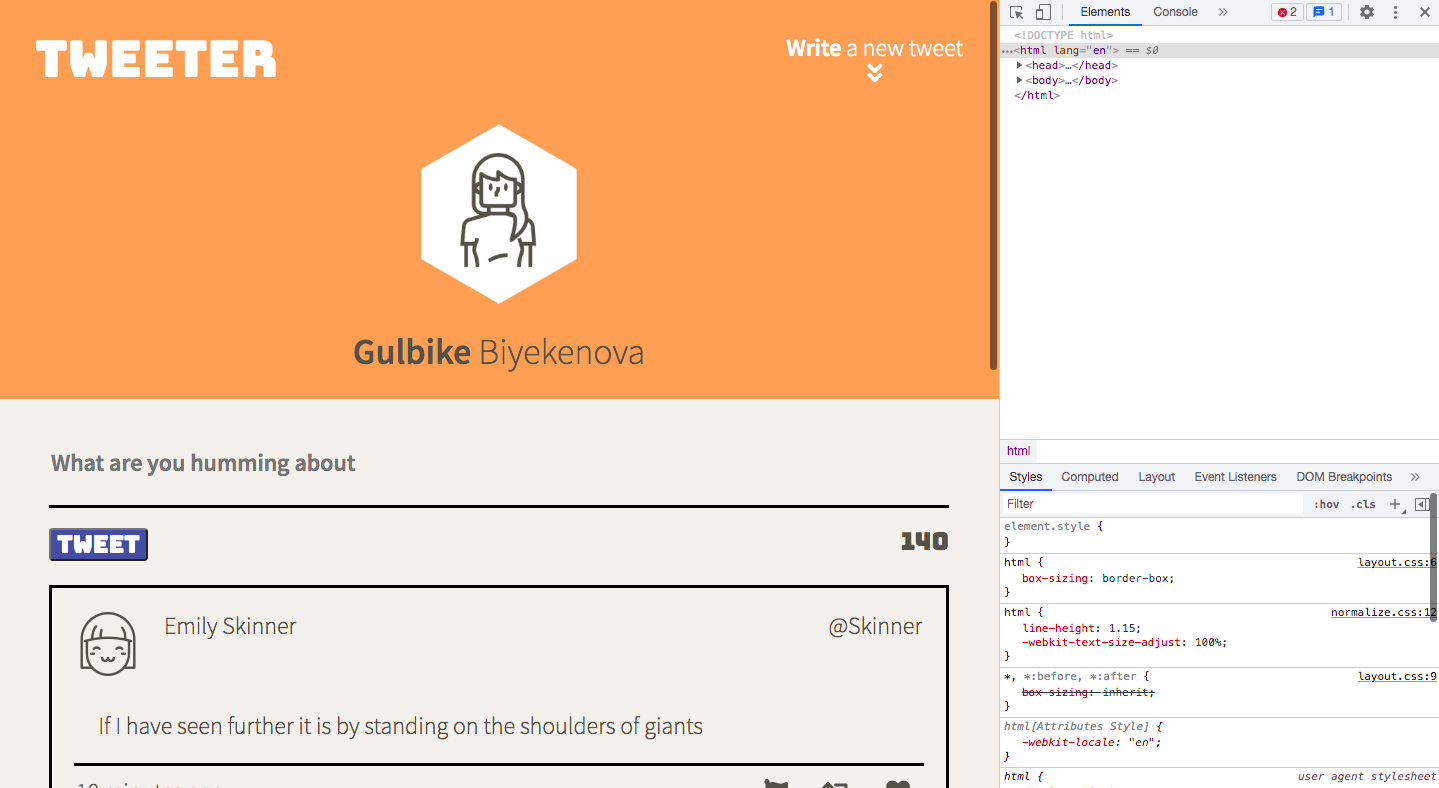 TWEETER
Write a new tweet
Gulbike Biyekenova
What are you humming about
TWEET
140
Emily Skinner
@Skinner
If I have seen further it is by standing on the shoulders of giants
Elements Console » 2 1
<!DOCTYPE html>
…<html lang="en"> == $0
<head>…</head>
<body>…</body>
</html>
html
Styles Computed Layout Event Listeners DOM Breakpoints »
Filter :hov .cls +
element.style {
}
html { layout.css:6
box-sizing: border-box;
}
html { normalize.css:12
line-height: 1.15;
-webkit-text-size-adjust: 100%;
}
*, *:before, *:after { layout.css:9
box-sizing: inherit;
}
html[Attributes Style] {
-webkit-locale: "en";
}
html { user agent stylesheet